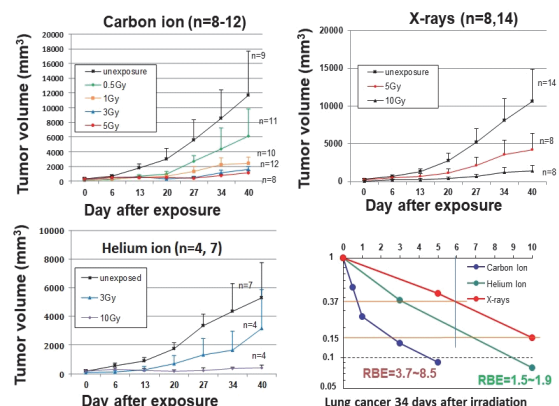 Carbon ion (n=8-12)
Tumor volume (mm³)
20000
18000
16000
14000
12000
10000
8000
6000
4000
2000
0
unexposure
0.5Gy
1Gy
3Gy
5Gy
n=9
n=11
n=10
n=12
n=8
0 6 13 20 27 34 40
Day after exposure
X-rays (n=8,14)
Tumor volume (mm³)
20000
15000
10000
5000
0
unexposure
5Gy
10Gy
n=14
n=8
n=8
0 6 13 20 27 34 40
Day after exposure
Helium ion (n=4, 7)
Tumor volume (mm³)
10000
8000
6000
4000
2000
0
unexposed
3Gy
10Gy
n=7
n=4
n=4
0 6 13 20 27 34 40
Day after exposure
0 1 2 3 4 5 6 7 8 9 10
1
0.37
0.15
0.1
0.05
Carbon Ion
Helium Ion
X-rays
RBE=3.7~8.5
RBE=1.5~1.9
Lung cancer 34 days after irradiation